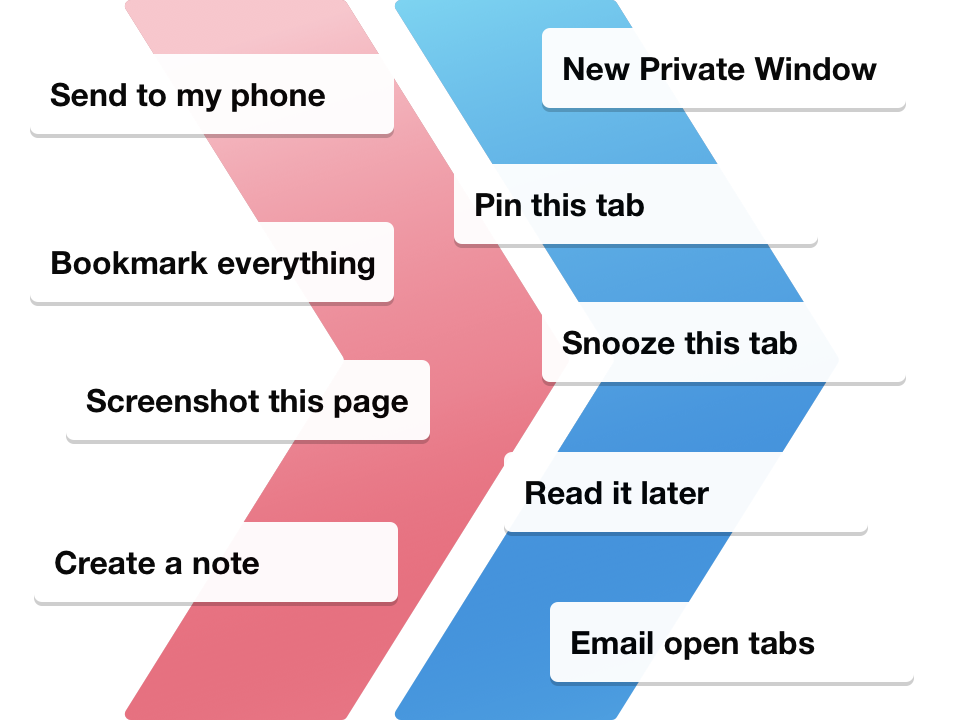 Send to my phone
Bookmark everything
Screenshot this page
Create a note
New Private Window
Pin this tab
Snooze this tab
Read it later
Email open tabs